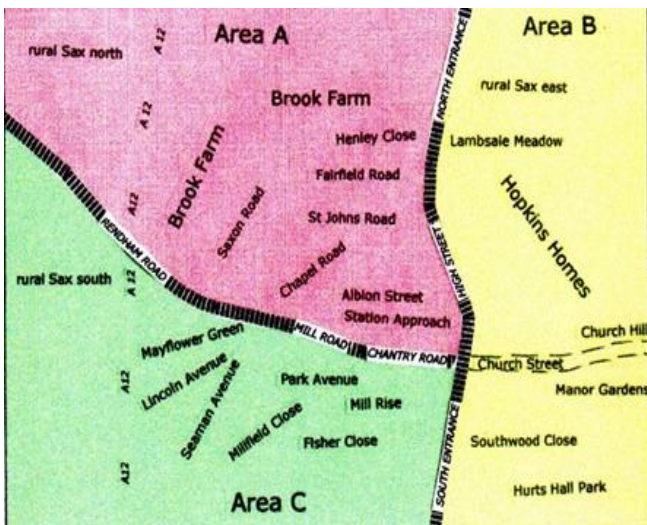 Area A
Area B
A 12
rural Sax north
NORTH ENTRANCE
rural Sax east
A 12
Brook Farm
Henley Close
Lambsale Meadow
Brook Farm
Fairfield Road
A12
Saxon Road
St Johns Road
Hopkins Homes
RENDHAM ROAD
HIGH STREET
rural Sax south
A 12
Chapel Road
Albion Street
Station Approach
Mayflower Green
MILL ROAD
CHANTRY ROAD
Church Hill
Church Street
A12
Lincoln Avenue
Seaman Avenue
Park Avenue
Manor Gardens
Millfield Close
Mill Rise
Fisher Close
SOUTH ENTRANCE
Southwood Close
A12
Area C
Hurts Hall Park